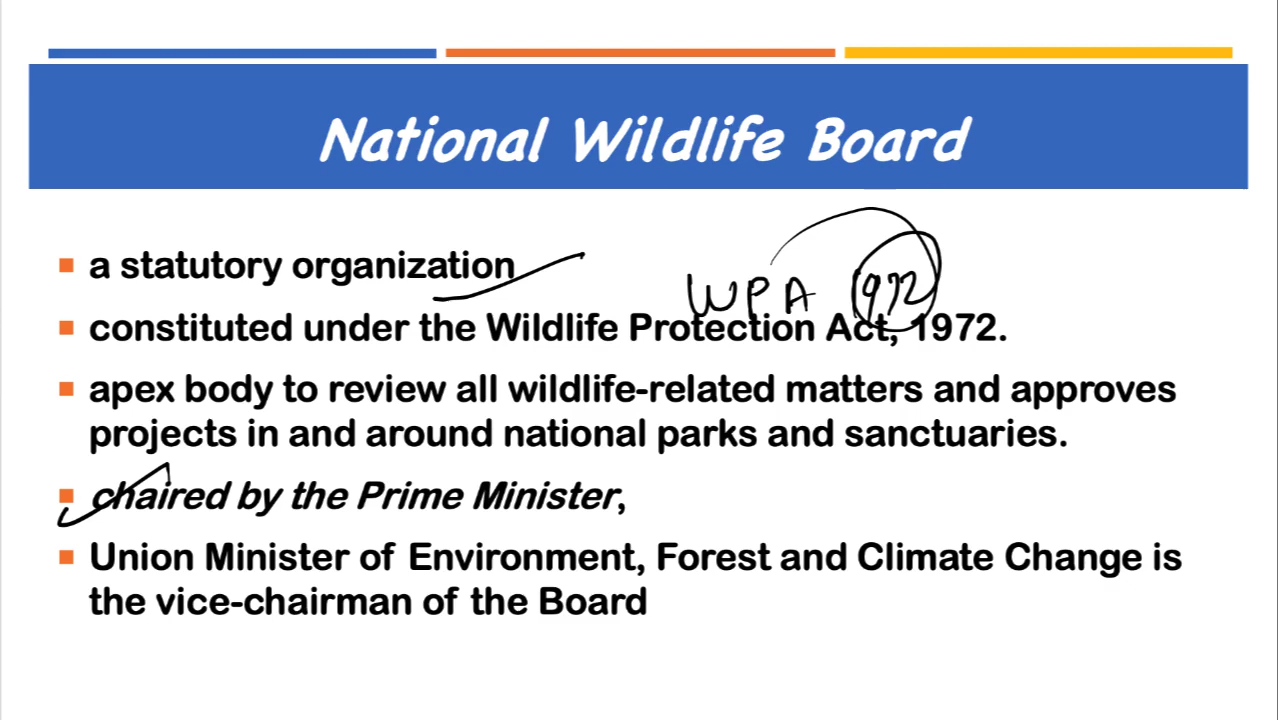 National Wildlife Board
a statutory organization
WPA 1972
constituted under the Wildlife Protection Act, 1972.
apex body to review all wildlife-related matters and approves
projects in and around national parks and sanctuaries.
chaired by the Prime Minister,
Union Minister of Environment, Forest and Climate Change is
the vice-chairman of the Board